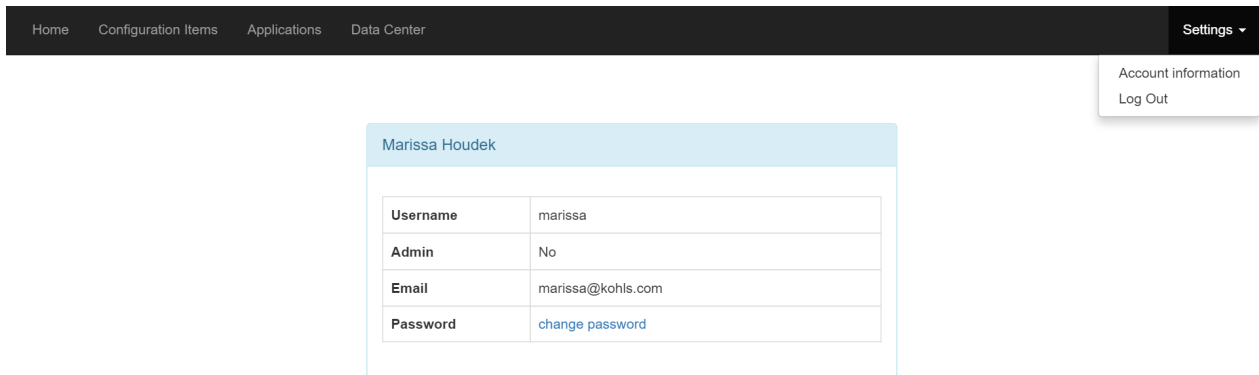 Home Configuration Items Applications Data Center Settings
Account information
Log Out
Marissa Houdek
Username marissa
Admin No
Email marissa@kohls.com
Password change password